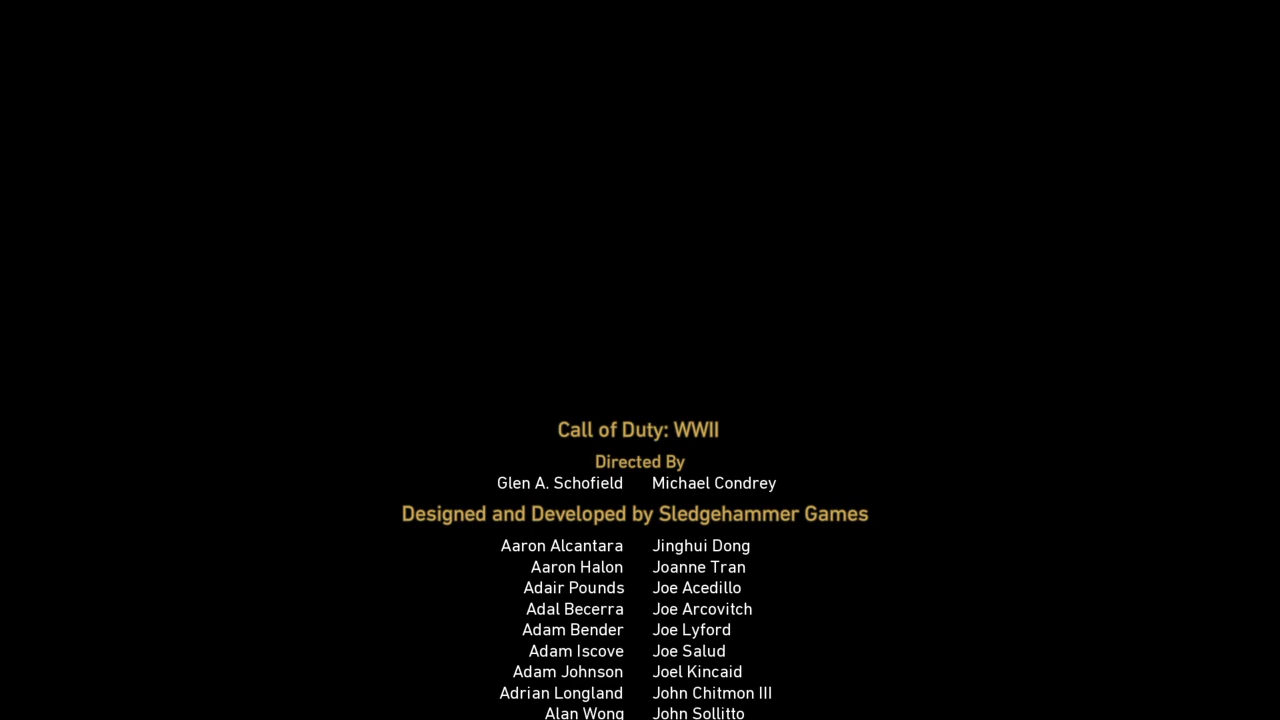 Call of Duty: WWII
Directed By
Glen A. Schofield Michael Condrey
Designed and Developed by Sledgehammer Games
Aaron Alcantara Jinghui Dong
Aaron Halon Joanne Tran
Adair Pounds Joe Acedillo
Adal Becerra Joe Arcovitch
Adam Bender Joe Lyford
Adam Iscove Joe Salud
Adam Johnson Joel Kincaid
Adrian Longland John Chitmon III
Alan Wong John Sollitto